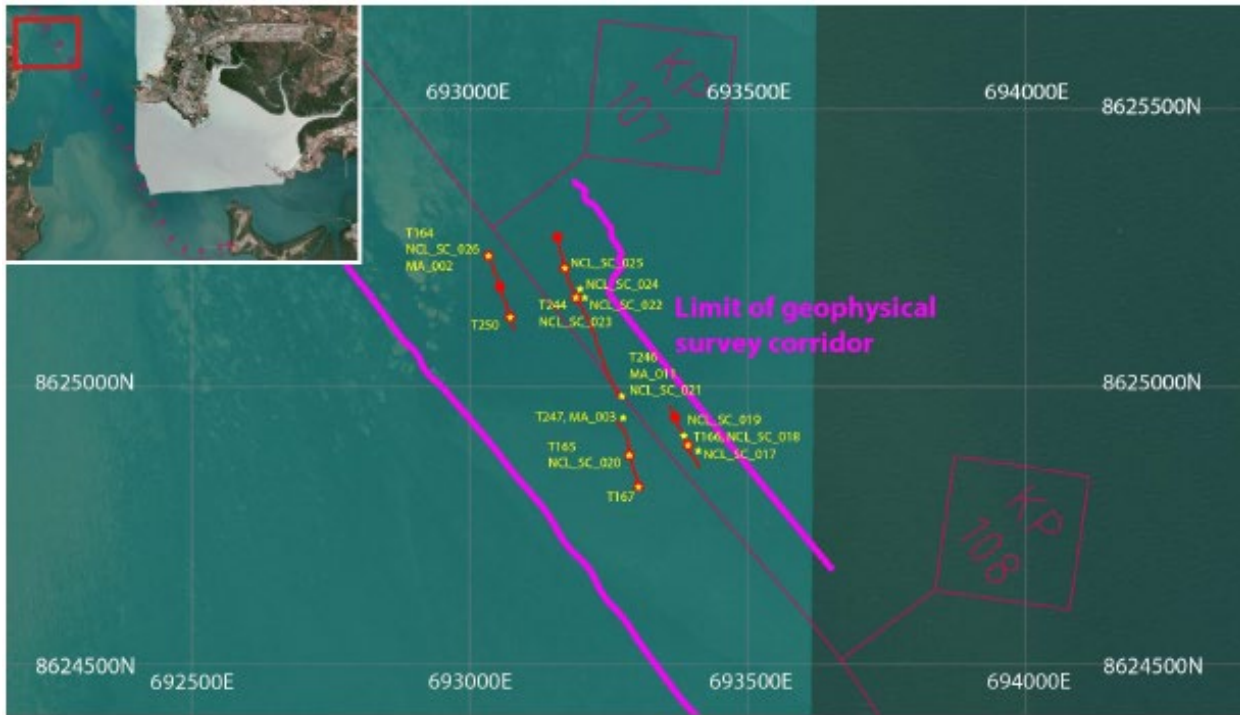 693000E
693500E
694000E
8625500N
KP
107
T164
NCL_SC_026
MA_002
NCL_SC_025
NCL_SC_024
T244
NCL_SC_022
NCL_SC_023
T250
Limit of geophysical
survey corridor
8625000N
T246
MA_011
NCL_SC_021
8625000N
T247, MA_003
NCL_SC_019
T166, NCL_SC_018
T165
NCL_SC_020
NCL_SC_017
T167
KP
108
8624500N
692500E
693000E
693500E
694000E
8624500N